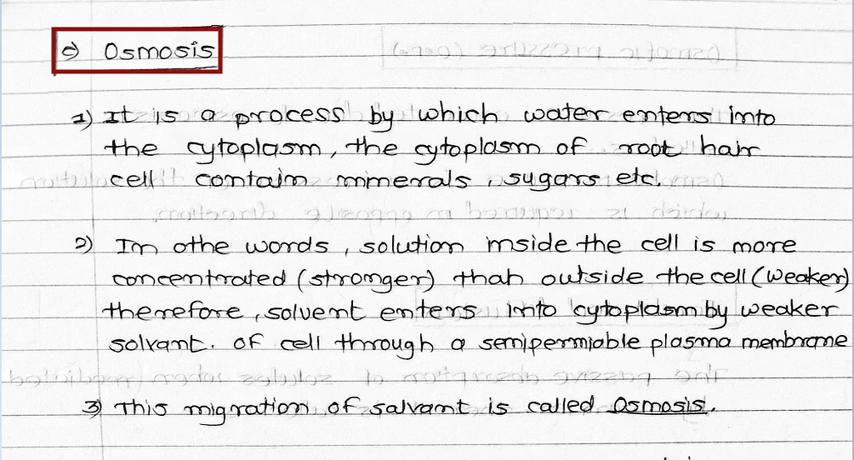 c) Osmosis
1) It is a process by which water enters into
the cytoplasm, the cytoplasm of root hair
cell contain minerals, sugars etc.
2) In othe words, solution inside the cell is more
concentrated (stronger) than outside the cell (weaker)
therefore, solvent enters into cytoplasm by weaker
solvant. of cell through a semipermiable plasma membrane
3) This migration of salvant is called Osmosis.